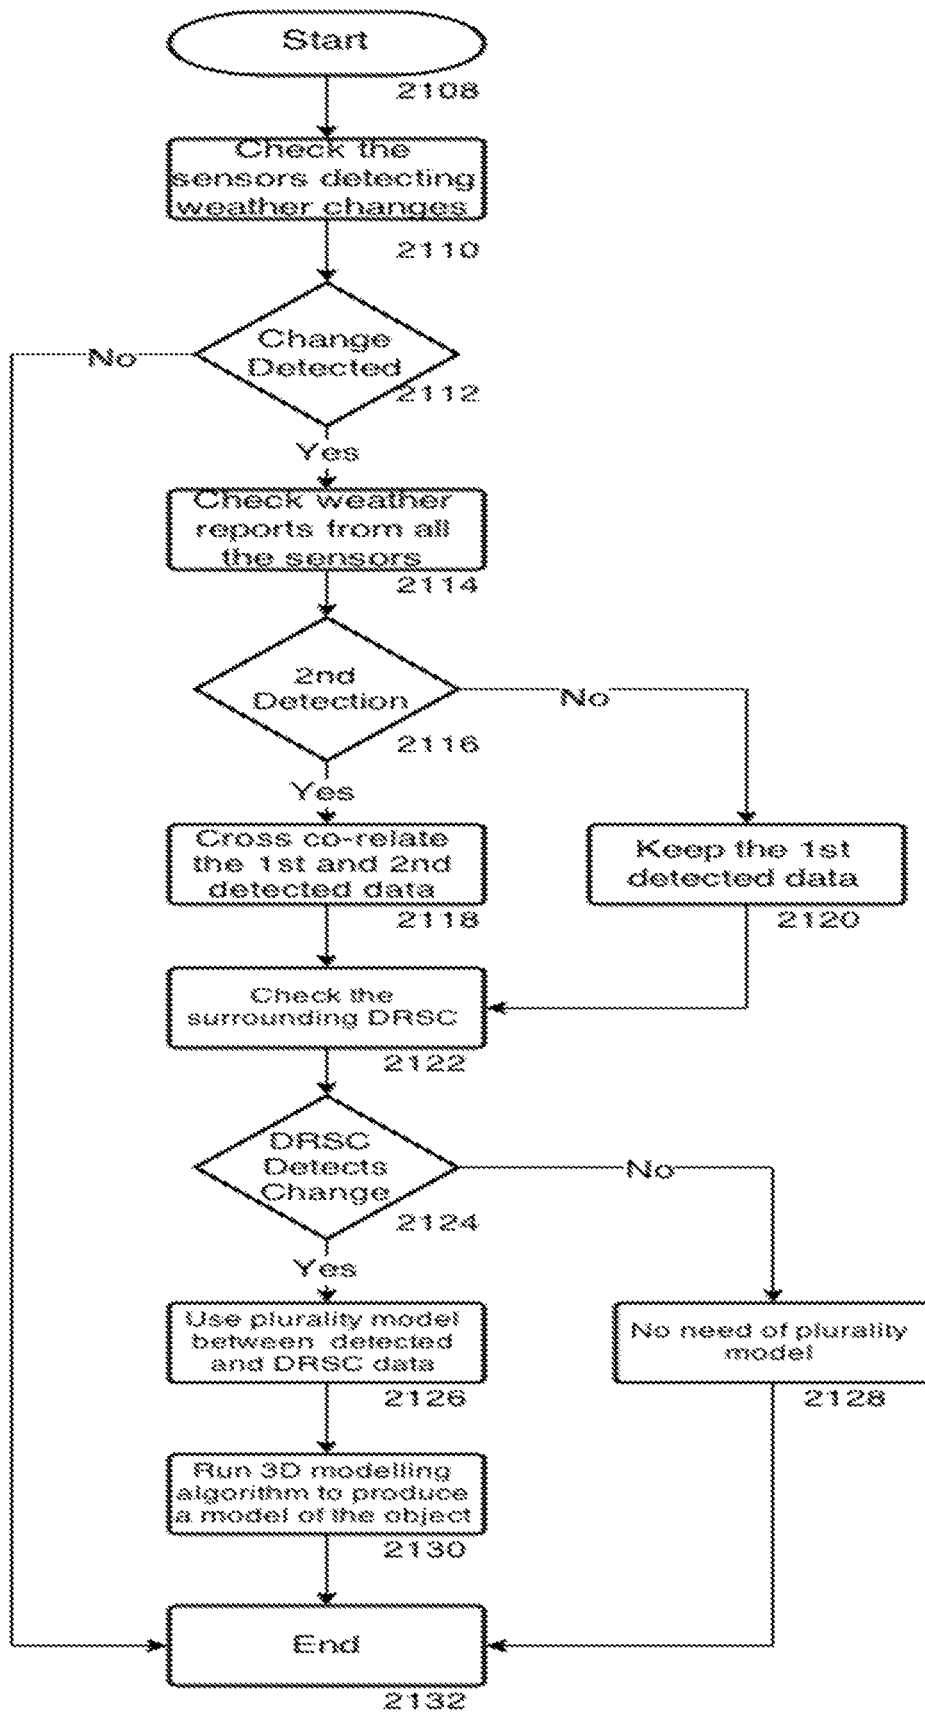 Start
2108
Check the
sensors detecting
weather changes
2110
Change
Detected
2112
No
Yes
Check weather
reports from all
the sensors
2114
2nd
Detection
2116
No
Yes
Cross co-relate
the 1st and 2nd
detected data
2118
Keep the 1st
detected data
2120
Check the
surrounding DRSC
2122
DRSC
Detects
Change
2124
No
Yes
Use plurality model
between detected
and DRSC data
2126
No need of plurality
model
2128
Run 3D modelling
algorithm to produce
a model of the object
2130
End
2132